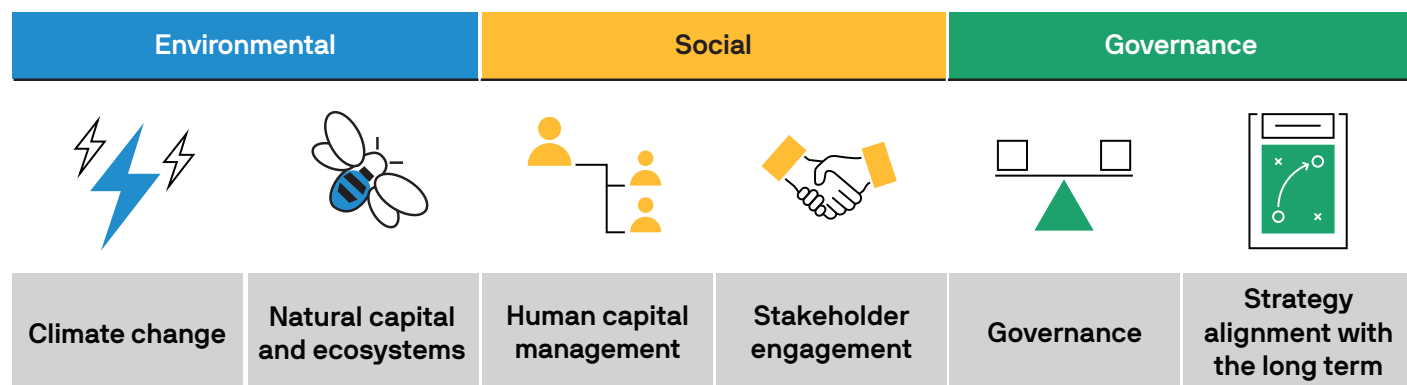 Environmental
Social
Governance
Climate change
Natural capital
and ecosystems
Human capital
management
Stakeholder
engagement
Governance
Strategy
alignment with
the long term